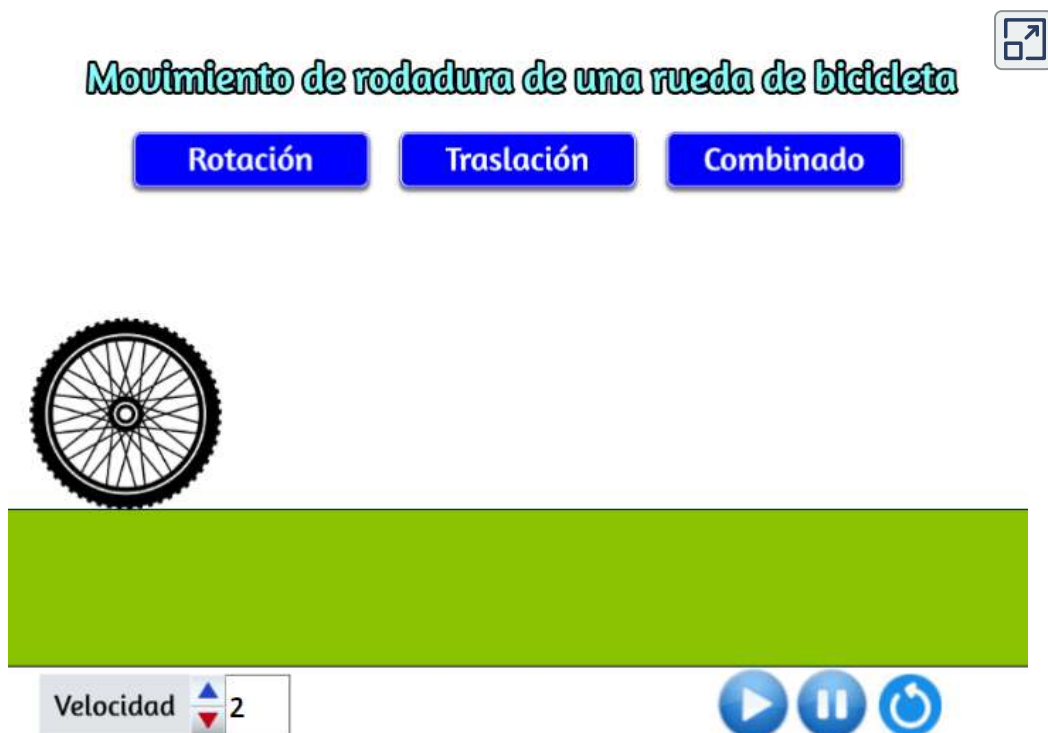 Movimiento de rodadura de una rueda de bicicleta
Rotación Traslación Combinado
Velocidad 2